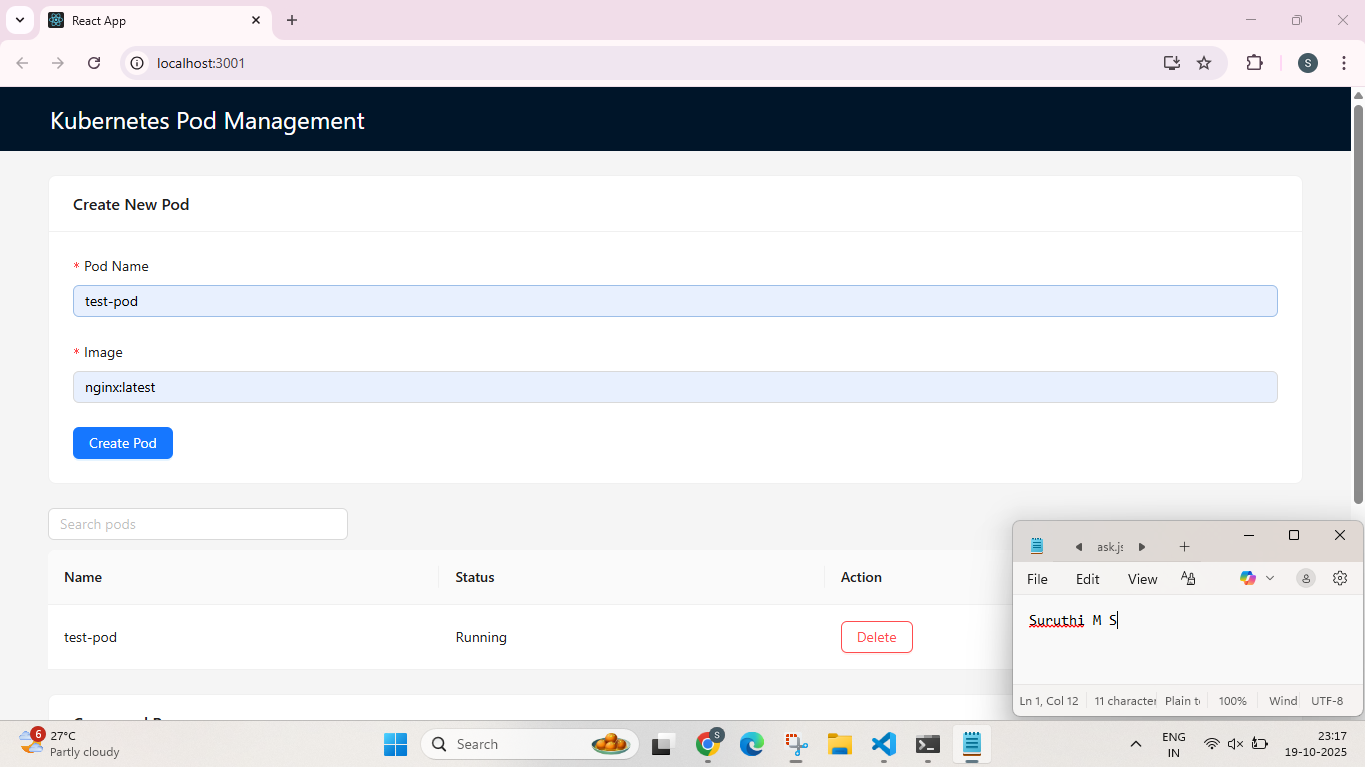 React App
localhost:3001
S
Kubernetes Pod Management
Create New Pod
* Pod Name
test-pod
* Image
nginx:latest
Create Pod
Search pods
Name Status Action
test-pod Running Delete
ask.js
File Edit View
Suruthi M S
Ln 1, Col 12 11 character Plain t 100% Wind UTF-8
6
27°C
Partly cloudy
Search
S
ENG
IN
23:17
19-10-2025